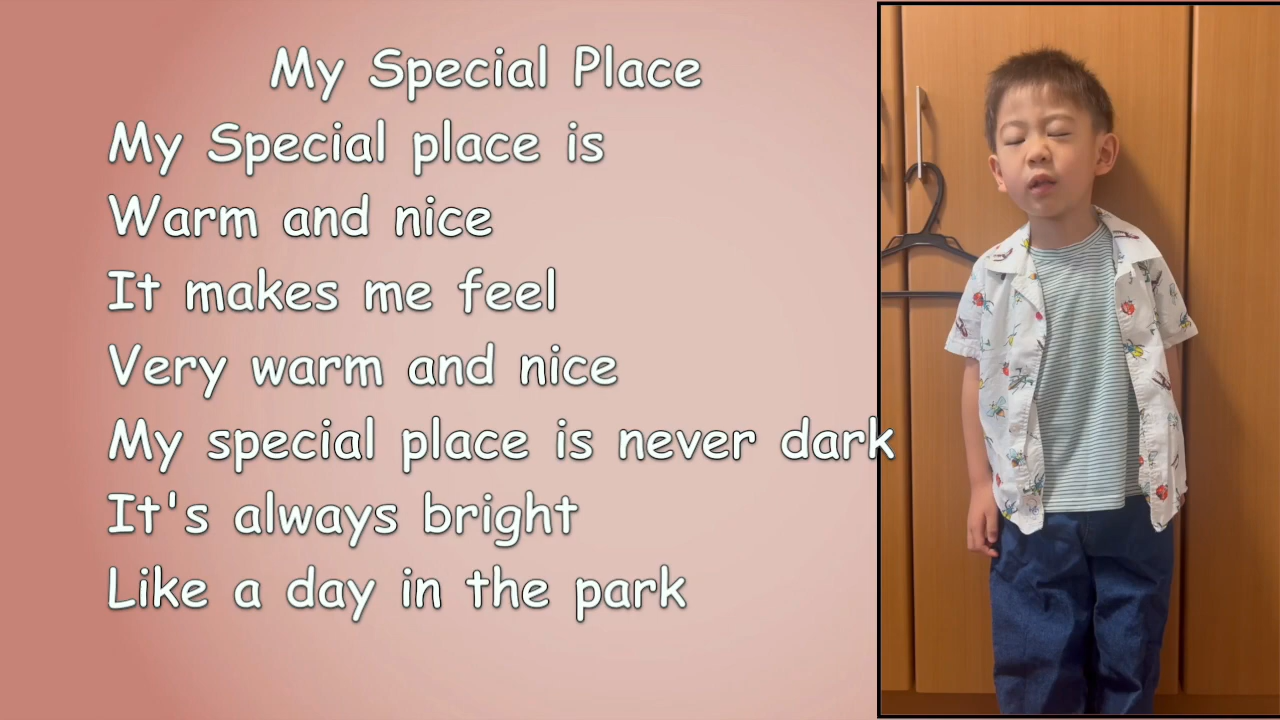 My Special Place
My Special place is
Warm and nice
It makes me feel
Very warm and nice
My special place is never dark
It's always bright
Like a day in the park